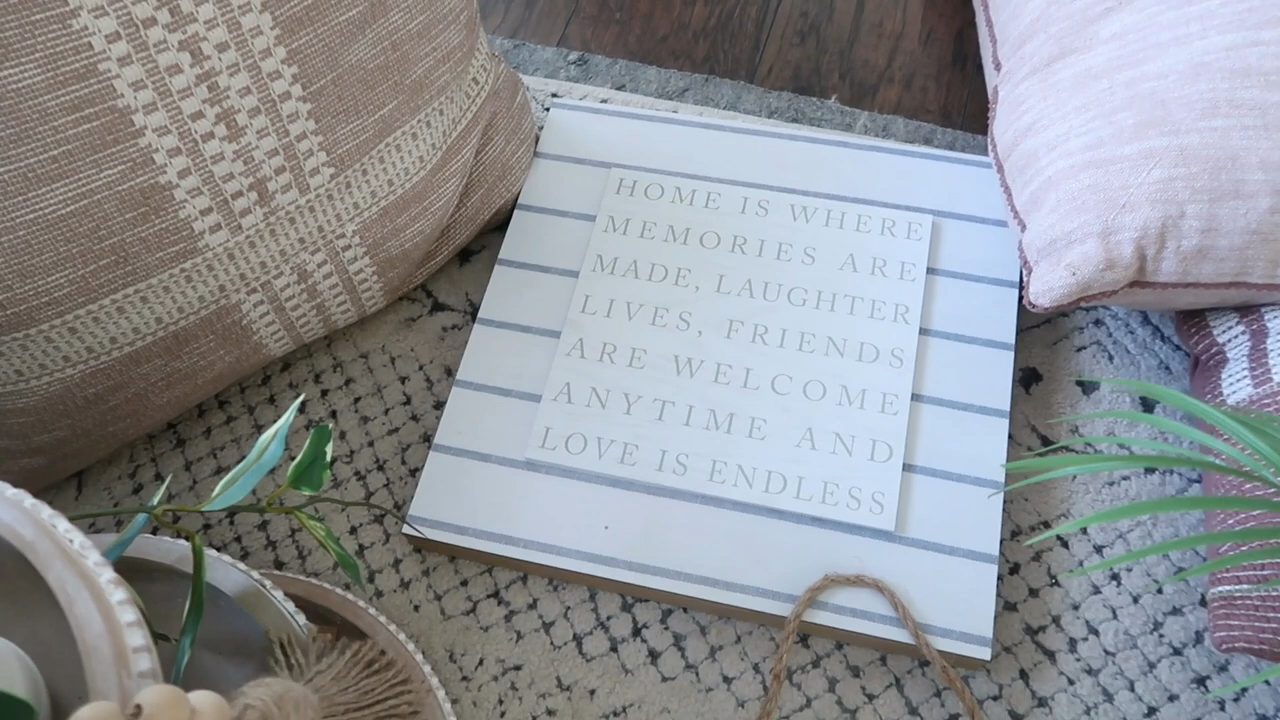 HOME IS WHERE
MEMORIES ARE
MADE, LAUGHTER
LIVES, FRIENDS
ARE WELCOME
ANYTIME AND
LOVE IS ENDLESS